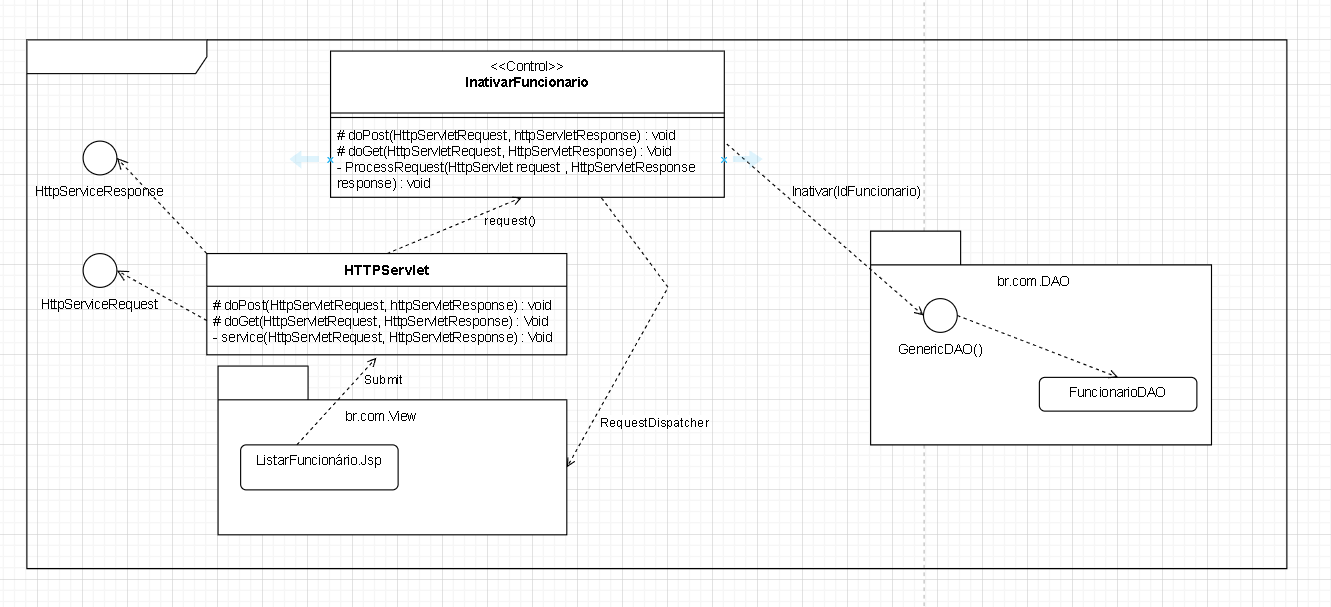 <<Control>>
InativarFuncionario
# doPost(HttpServletRequest, httpServletResponse) : void
# doGet(HttpServletRequest, HttpServletResponse) : Void
- ProcessRequest(HttpServlet request , HttpServletResponse
response) : void
HttpServiceResponse
Inativar(IdFuncionario)
request()
HTTPServlet
# doPost(HttpServletRequest, httpServletResponse) : void
# doGet(HttpServletRequest, HttpServletResponse) : Void
- service(HttpServletRequest, HttpServletResponse) : Void
HttpServiceRequest
br.com.DAO
GenericDAO()
FuncionarioDAO
Submit
br.com.View
ListarFuncionário.Jsp
RequestDispatcher